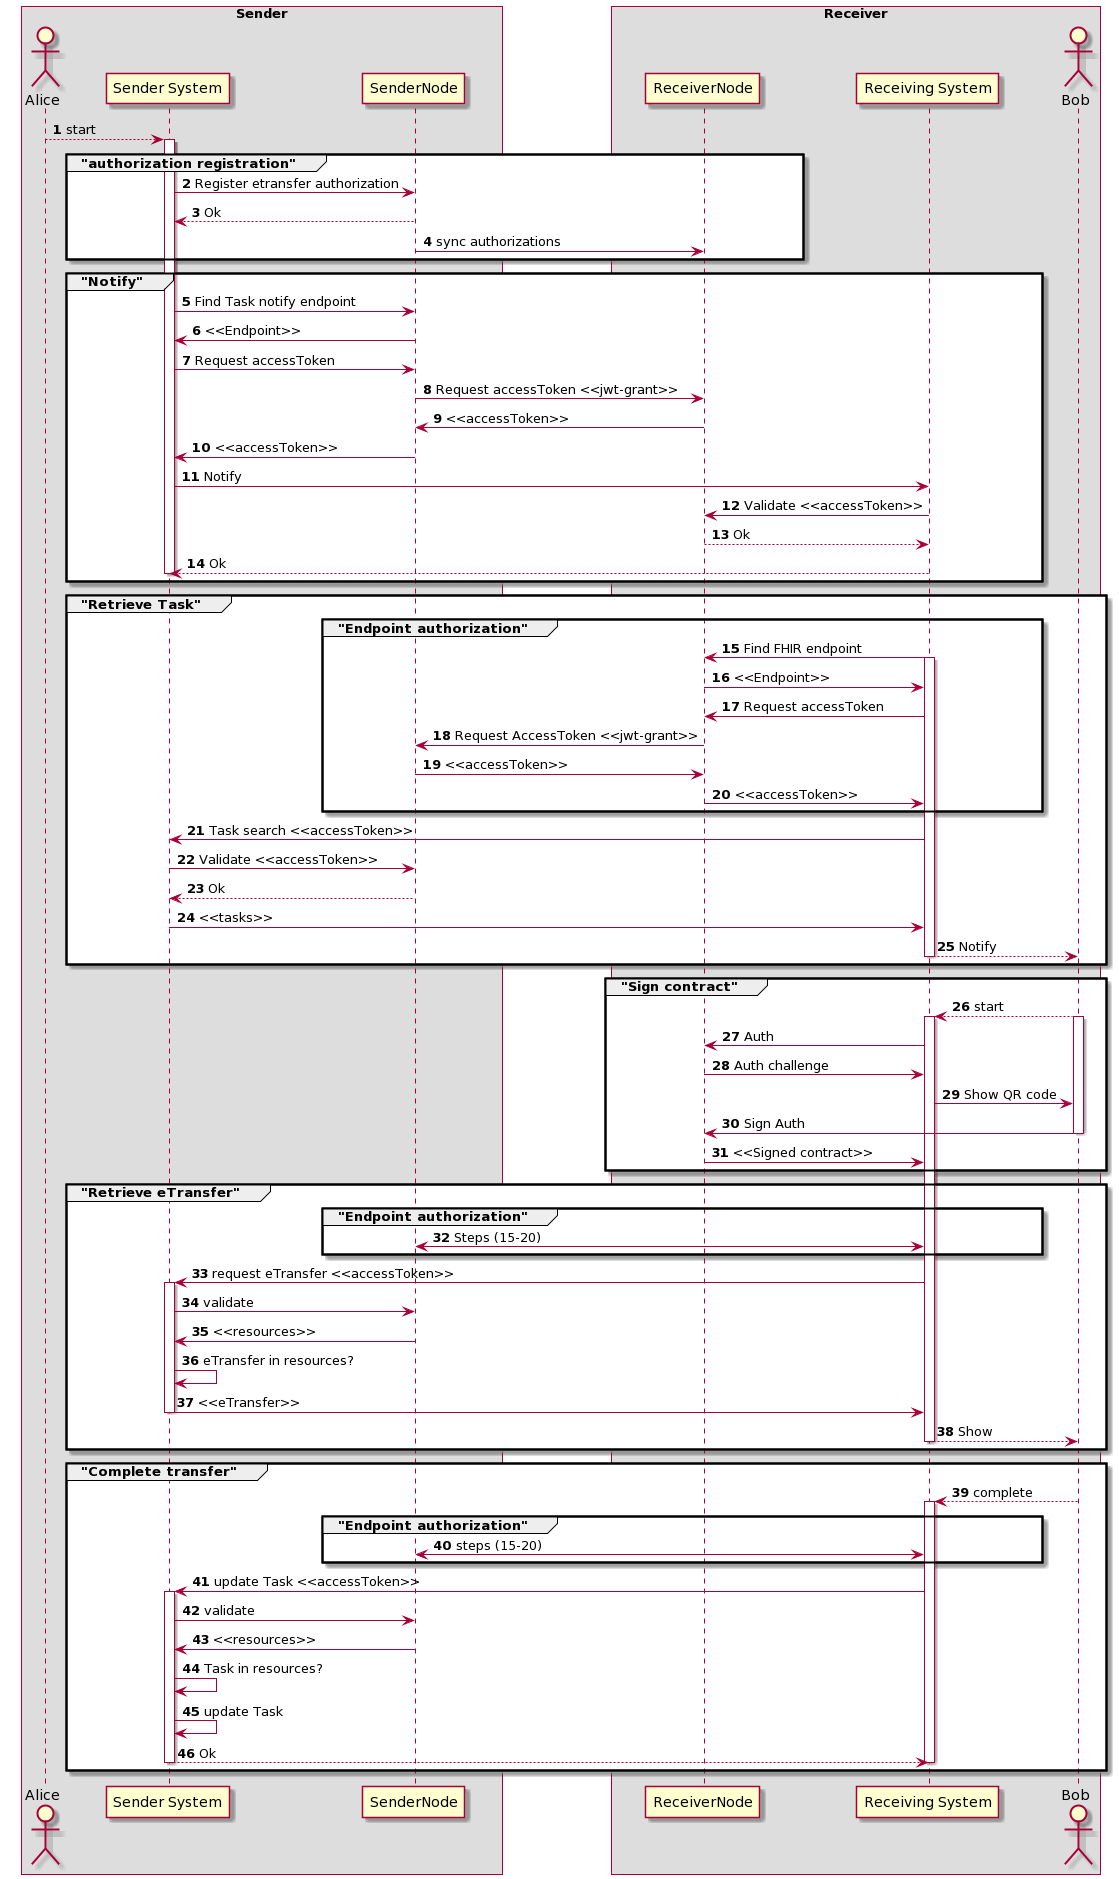 Sender
Receiver
Alice
Sender System
SenderNode
ReceiverNode
Receiving System
Bob
1 start
"authorization registration"
2 Register etransfer authorization
3 Ok
4 sync authorizations
"Notify"
5 Find Task notify endpoint
6 <<Endpoint>>
7 Request accessToken
8 Request accessToken <<jwt-grant>>
9 <<accessToken>>
10 <<accessToken>>
11 Notify
12 Validate <<accessToken>>
13 Ok
14 Ok
"Retrieve Task"
"Endpoint authorization"
15 Find FHIR endpoint
16 <<Endpoint>>
17 Request accessToken
18 Request AccessToken <<jwt-grant>>
19 <<accessToken>>
20 <<accessToken>>
21 Task search <<accessToken>>
22 Validate <<accessToken>>
23 Ok
24 <<tasks>>
25 Notify
"Sign contract"
26 start
27 Auth
28 Auth challenge
29 Show QR code
30 Sign Auth
31 <<Signed contract>>
"Retrieve eTransfer"
"Endpoint authorization"
32 Steps (15-20)
33 request eTransfer <<accessToken>>
34 validate
35 <<resources>>
36 eTransfer in resources?
37 <<eTransfer>>
38 Show
"Complete transfer"
39 complete
"Endpoint authorization"
40 steps (15-20)
41 update Task <<accessToken>>
42 validate
43 <<resources>>
44 Task in resources?
45 update Task
46 Ok
Alice
Sender System
SenderNode
ReceiverNode
Receiving System
Bob